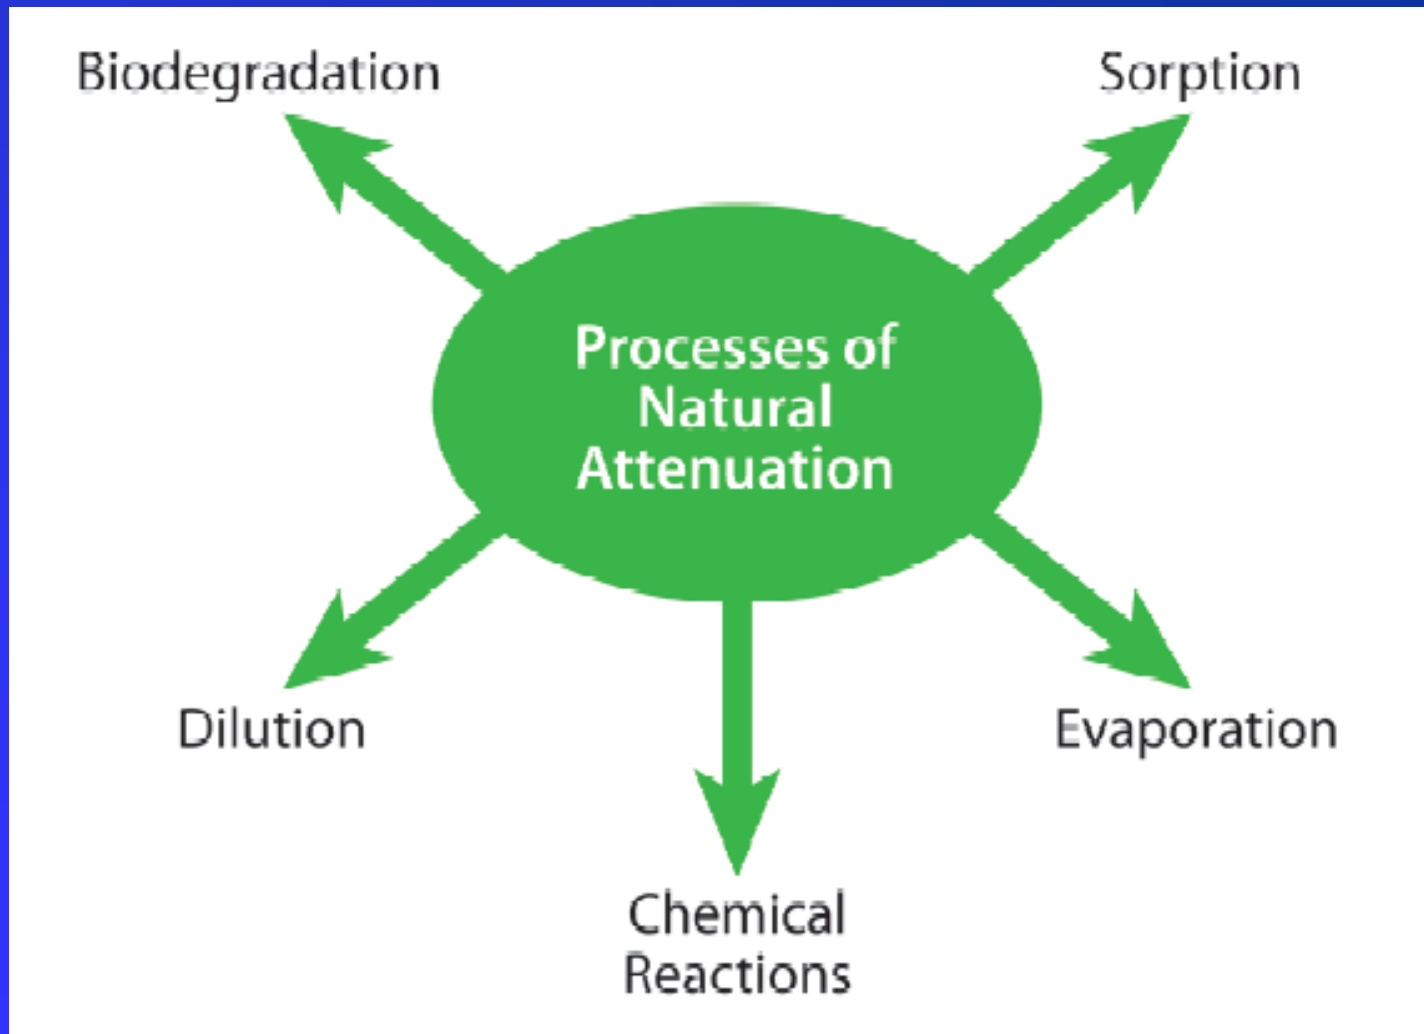 Biodegradation
Sorption
Processes of
Natural
Attenuation
Dilution
Evaporation
Chemical
Reactions